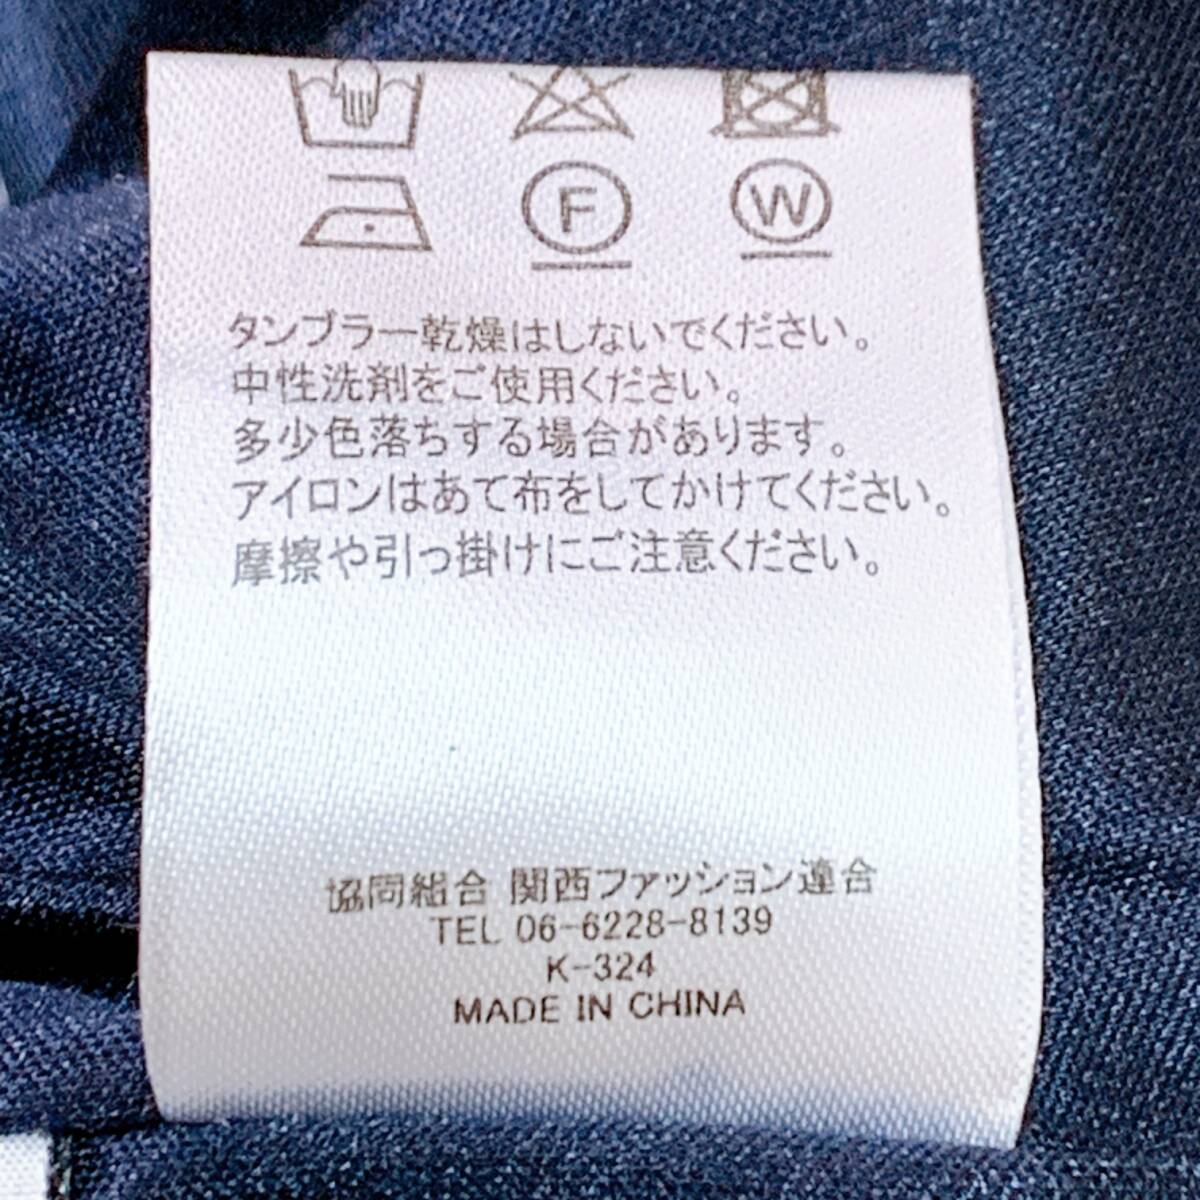 F W
タンブラー乾燥はしないでください。
中性洗剤をご使用ください。
多少色落ちする場合があります。
アイロンはあて布をしてかけてください。
摩擦や引っ掛けにご注意ください。
協同組合 関西ファッション連合
TEL 06-6228-8139
K-324
MADE IN CHINA